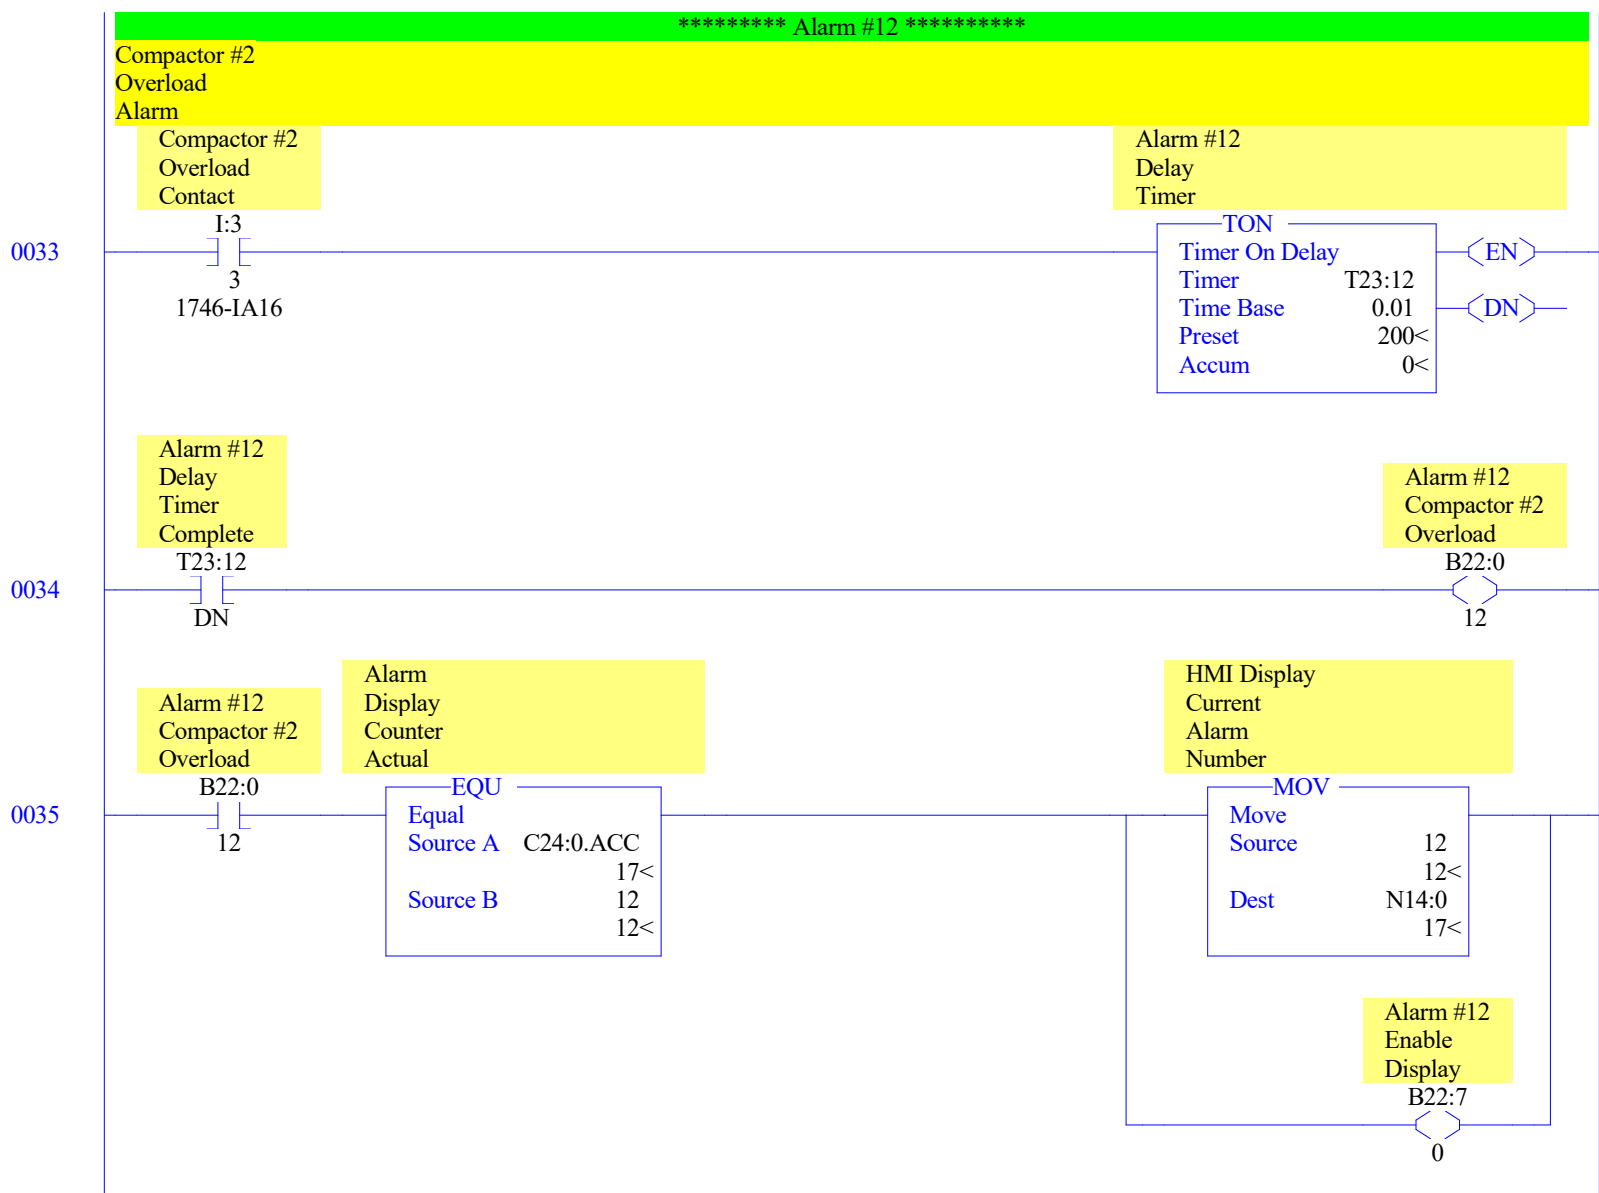 ********* Alarm #12 **********
Compactor #2
Overload
Alarm
Compactor #2
Overload
Contact
I:3
3
1746-IA16
Alarm #12
Delay
Timer
0033
TON
Timer On Delay
Timer T23:12
Time Base 0.01
Preset 200<
Accum 0<
EN
DN
Alarm #12
Delay
Timer
Complete
T23:12
DN
Alarm #12
Compactor #2
Overload
B22:0
12
0034
Alarm #12
Compactor #2
Overload
B22:0
12
Alarm
Display
Counter
Actual
0035
EQU
Equal
Source A C24:0.ACC
17<
Source B 12
12<
HMI Display
Current
Alarm
Number
MOV
Move
Source 12
12<
Dest N14:0
17<
Alarm #12
Enable
Display
B22:7
0